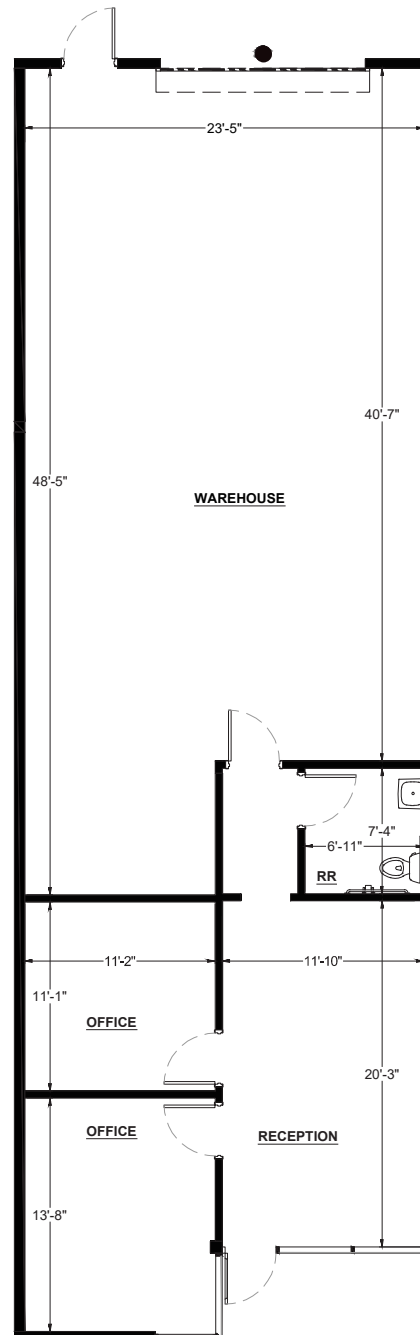 23'-5"
40'-7"
48'-5"
WAREHOUSE
7'-4"
6'-11"
RR
11'-2"
11'-10"
11'-1"
OFFICE
20'-3"
OFFICE
RECEPTION
13'-8"